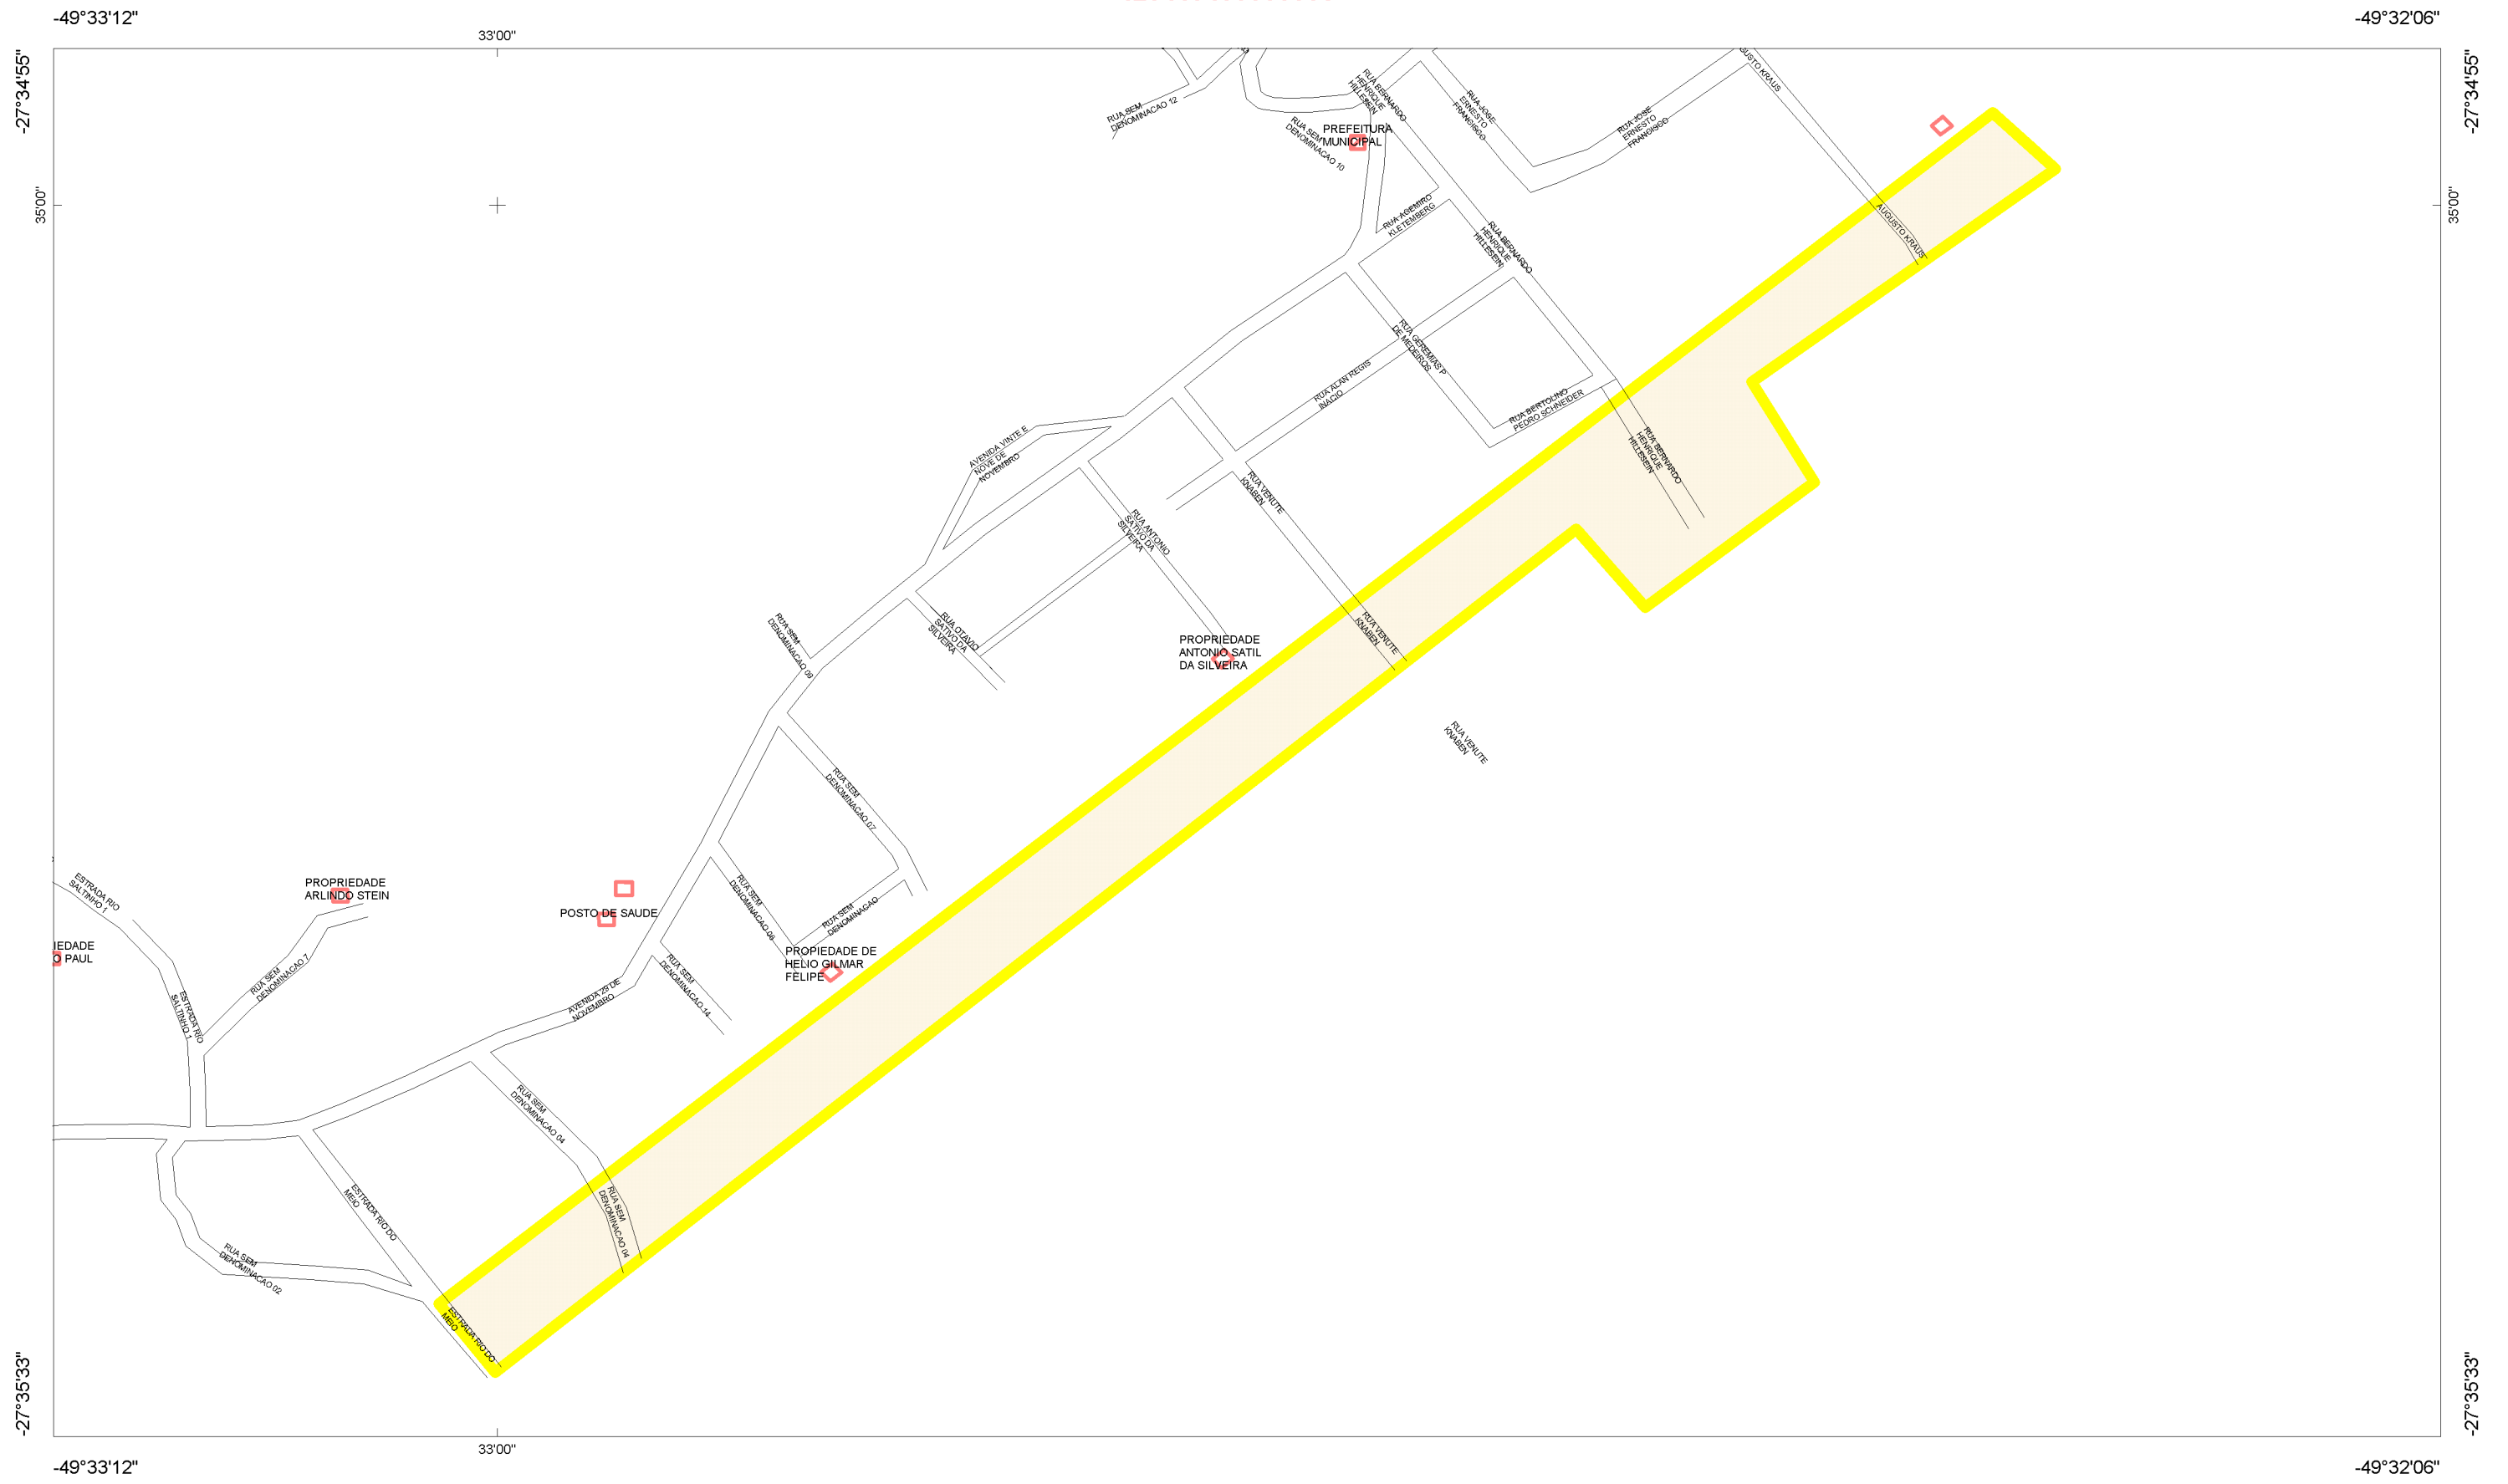 -49°33'12"
-49°32'06"
33'00"
-27°34'55"
-27°34'55"
35'00"
35'00"
GUSTO KRAUS
RUA SEM
DENOMINACAO 12
RUA BERNARDO
HENRIQUE
HILLESEIN
RUA JOSE
ERNESTO
FRANCISCO
RUA JOSE
ERNESTO
FRANCISCO
RUA SEM
DENOMINACAO 10
PREFEITURA
MUNICIPAL
RUA AGEMIRO
KLETEMBERG
RUA BERNARDO
HENRIQUE
HILLESEIN
AUGUSTO KRAUS
RUA GEREMIAS P
DE MEDEIROS
RUA ALAN REGIS
INACIO
RUA BERTOLINO
PEDRO SCHNEIDER
RUA BERNARDO
HENRIQUE
HILLESEIN
AVENIDA VINTE E
NOVE DE
NOVEMBRO
RUA VENUTE
KNABEN
RUA ANTONIO
SATIVO DA
SILVEIRA
RUA SEM
DENOMINACAO 09
RUA OTAVIO
SATIVO DA
SILVEIRA
RUA VENUTE
KNABEN
PROPRIEDADE
ANTONIO SATIL
DA SILVEIRA
RUA VENUTE
KNABEN
RUA SEM
DENOMINACAO 07
ESTRADA RIO
SALTINHO 1
PROPRIEDADE
ARLINDO STEIN
POSTO DE SAUDE
RUA SEM
DENOMINACAO 06
RUA SEM
DENOMINACAO
IEDADE
O PAUL
PROPIEDADE DE
HELIO GILMAR
FELIPE
RUA SEM
DENOMINACAO 7
RUA SEM
DENOMINACAO 14
ESTRADA RIO
SALTINHO 1
AVENIDA 29 DE
NOVEMBRO
RUA SEM
DENOMINACAO 04
ESTRADA RIO DO
MEIO
RUA SEM
DENOMINACAO 04
RUA SEM
DENOMINACAO 02
ESTRADA RIO DO
MEIO
-27°35'33"
-27°35'33"
33'00"
-49°33'12"
-49°32'06"